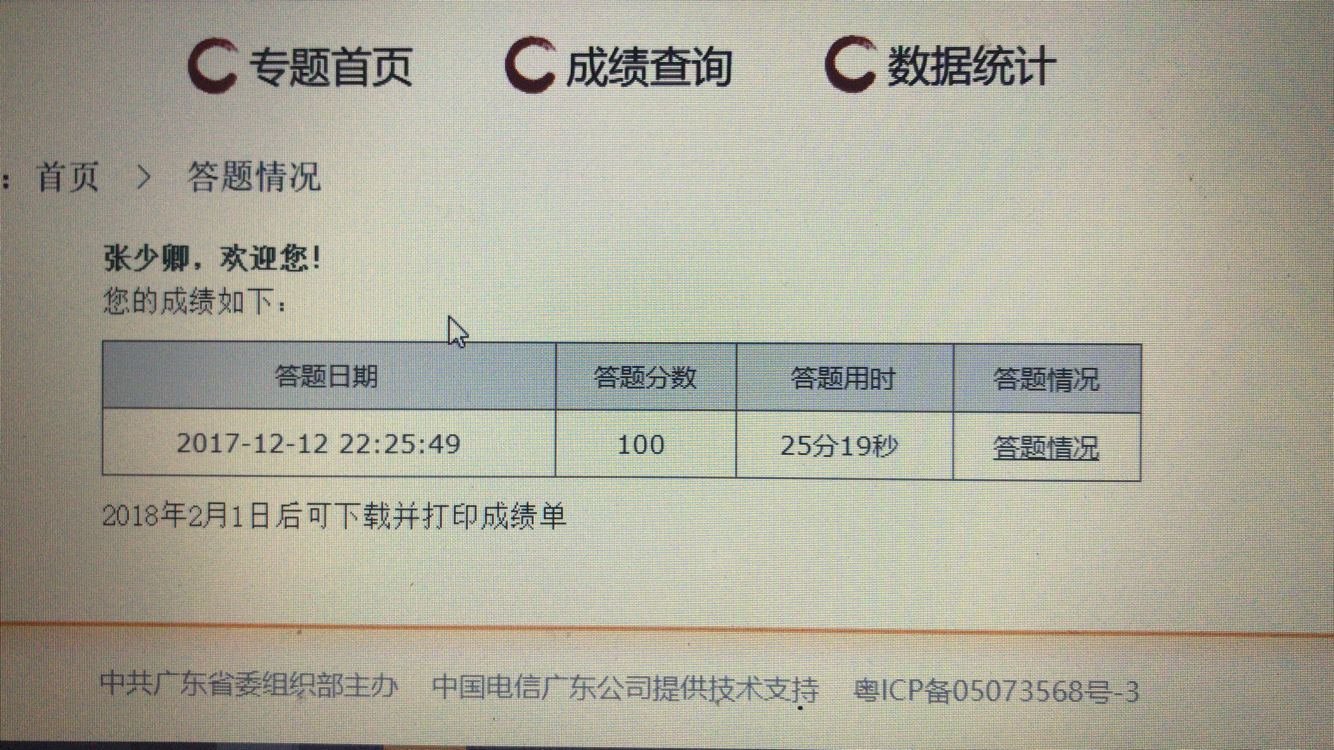 专题首页 成绩查询 数据统计
：首页 > 答题情况
张少卿，欢迎您！
您的成绩如下：
答题日期 答题分数 答题用时 答题情况
2017-12-12 22:25:49 100 25分19秒 答题情况
2018年2月1日后可下载并打印成绩单
中共广东省委组织部主办 中国电信广东公司提供技术支持 粤ICP备05073568号-3